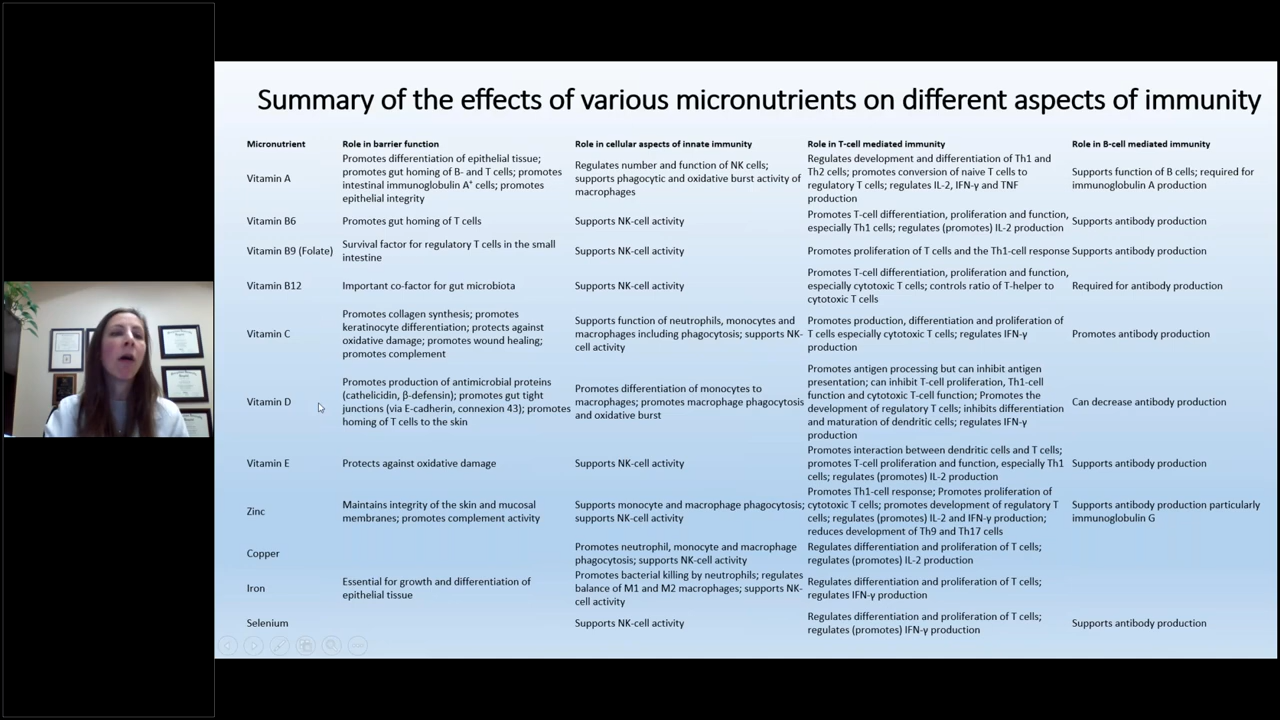 Summary of the effects of various micronutrients on different aspects of immunity
Micronutrient
Role in barrier function
Role in cellular aspects of innate immunity
Role in T-cell mediated immunity
Role in B-cell mediated immunity
Vitamin A
Promotes differentiation of epithelial tissue;
promotes gut homing of B- and T cells; promotes
intestinal immunoglobulin A⁺ cells; promotes
epithelial integrity
Regulates number and function of NK cells;
supports phagocytic and oxidative burst activity of
macrophages
Regulates development and differentiation of Th1 and
Th2 cells; promotes conversion of naive T cells to
regulatory T cells; regulates IL-2, IFN-γ and TNF
production
Supports function of B cells; required for
immunoglobulin A production
Vitamin B6
Promotes gut homing of T cells
Supports NK-cell activity
Promotes T-cell differentiation, proliferation and function,
especially Th1 cells; regulates (promotes) IL-2 production
Supports antibody production
Vitamin B9 (Folate)
Survival factor for regulatory T cells in the small
intestine
Supports NK-cell activity
Promotes proliferation of T cells and the Th1-cell response
Supports antibody production
Vitamin B12
Important co-factor for gut microbiota
Supports NK-cell activity
Promotes T-cell differentiation, proliferation and function,
especially cytotoxic T cells; controls ratio of T-helper to
cytotoxic T cells
Required for antibody production
Vitamin C
Promotes collagen synthesis; promotes
keratinocyte differentiation; protects against
oxidative damage; promotes wound healing;
promotes complement
Supports function of neutrophils, monocytes and
macrophages including phagocytosis; supports NK-
cell activity
Promotes production, differentiation and proliferation of
T cells especially cytotoxic T cells; regulates IFN-γ
production
Promotes antibody production
Vitamin D
Promotes production of antimicrobial proteins
(cathelicidin, β-defensin); promotes gut tight
junctions (via E-cadherin, connexion 43); promotes
homing of T cells to the skin
Promotes differentiation of monocytes to
macrophages; promotes macrophage phagocytosis
and oxidative burst
Promotes antigen processing but can inhibit antigen
presentation; can inhibit T-cell proliferation, Th1-cell
function and cytotoxic T-cell function; Promotes the
development of regulatory T cells; inhibits differentiation
and maturation of dendritic cells; regulates IFN-γ
production
Can decrease antibody production
Vitamin E
Protects against oxidative damage
Supports NK-cell activity
Promotes interaction between dendritic cells and T cells;
promotes T-cell proliferation and function, especially Th1
cells; regulates (promotes) IL-2 production
Supports antibody production
Zinc
Maintains integrity of the skin and mucosal
membranes; promotes complement activity
Supports monocyte and macrophage phagocytosis;
supports NK-cell activity
Promotes Th1-cell response; Promotes proliferation of
cytotoxic T cells; promotes development of regulatory T
cells; regulates (promotes) IL-2 and IFN-γ production;
reduces development of Th9 and Th17 cells
Supports antibody production particularly
immunoglobulin G
Copper
Promotes neutrophil, monocyte and macrophage
phagocytosis; supports NK-cell activity
Regulates differentiation and proliferation of T cells;
regulates (promotes) IL-2 production
Iron
Essential for growth and differentiation of
epithelial tissue
Promotes bacterial killing by neutrophils; regulates
balance of M1 and M2 macrophages; supports NK-
cell activity
Regulates differentiation and proliferation of T cells;
regulates IFN-γ production
Selenium
Supports NK-cell activity
Regulates differentiation and proliferation of T cells;
regulates (promotes) IFN-γ production
Supports antibody production